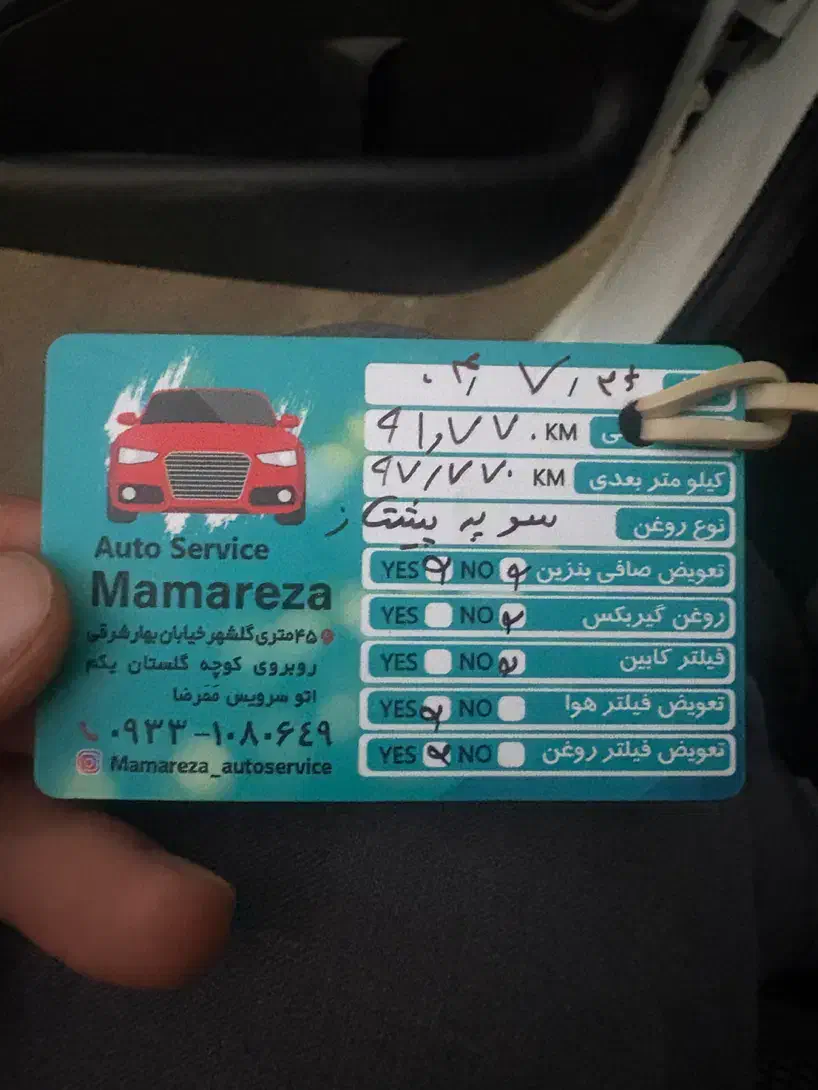 ۰۴/ ۷/ ۲۴
۹۱,۷۷۰ KM
کیلو متر بعدی KM ۹۷/۷۷۰
نوع روغن سوپر پیشتاز
تعویض صافی بنزین NO YES
روغن گیربکس NO YES
فیلتر کابین NO YES
تعویض فیلتر هوا NO YES
تعویض فیلتر روغن NO YES
Auto Service
Mamareza
۴۵متری گلشهر خیابان بهار شرقی
روبروی کوچه گلستان یکم
اتو سرویس مَمَرضا
۰۹۳۳-۱۰۸۰۶۴۹
Mamareza_autoservice